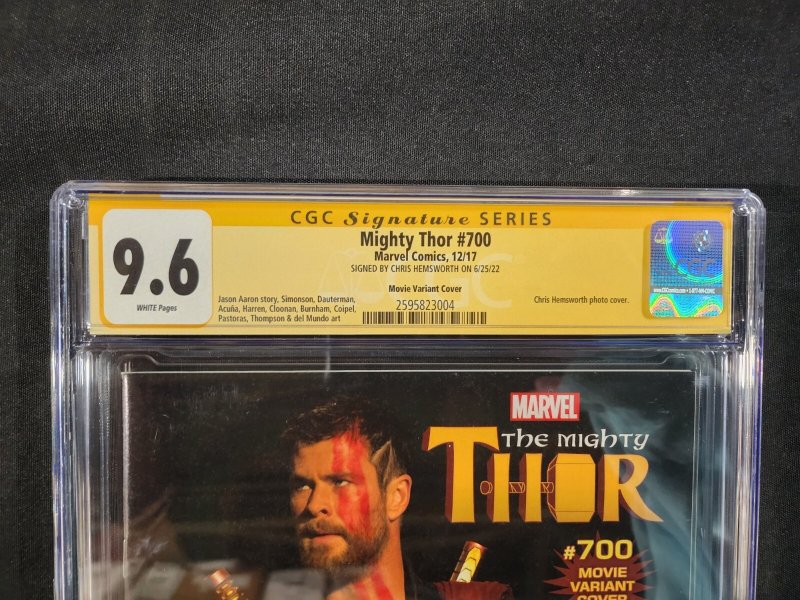 CGC Signature SERIES
9.6
WHITE Pages
Mighty Thor #700
Marvel Comics, 12/17
SIGNED BY CHRIS HEMSWORTH ON 6/25/22
Movie Variant Cover
2595823004
Jason Aaron story, Simonson, Dauterman,
Acuña, Harren, Cloonan, Burnham, Coipel,
Pastoras, Thompson & del Mundo art
Chris Hemsworth photo cover.
MARVEL
THE MIGHTY
THOR
#700
MOVIE
VARIANT
COVER